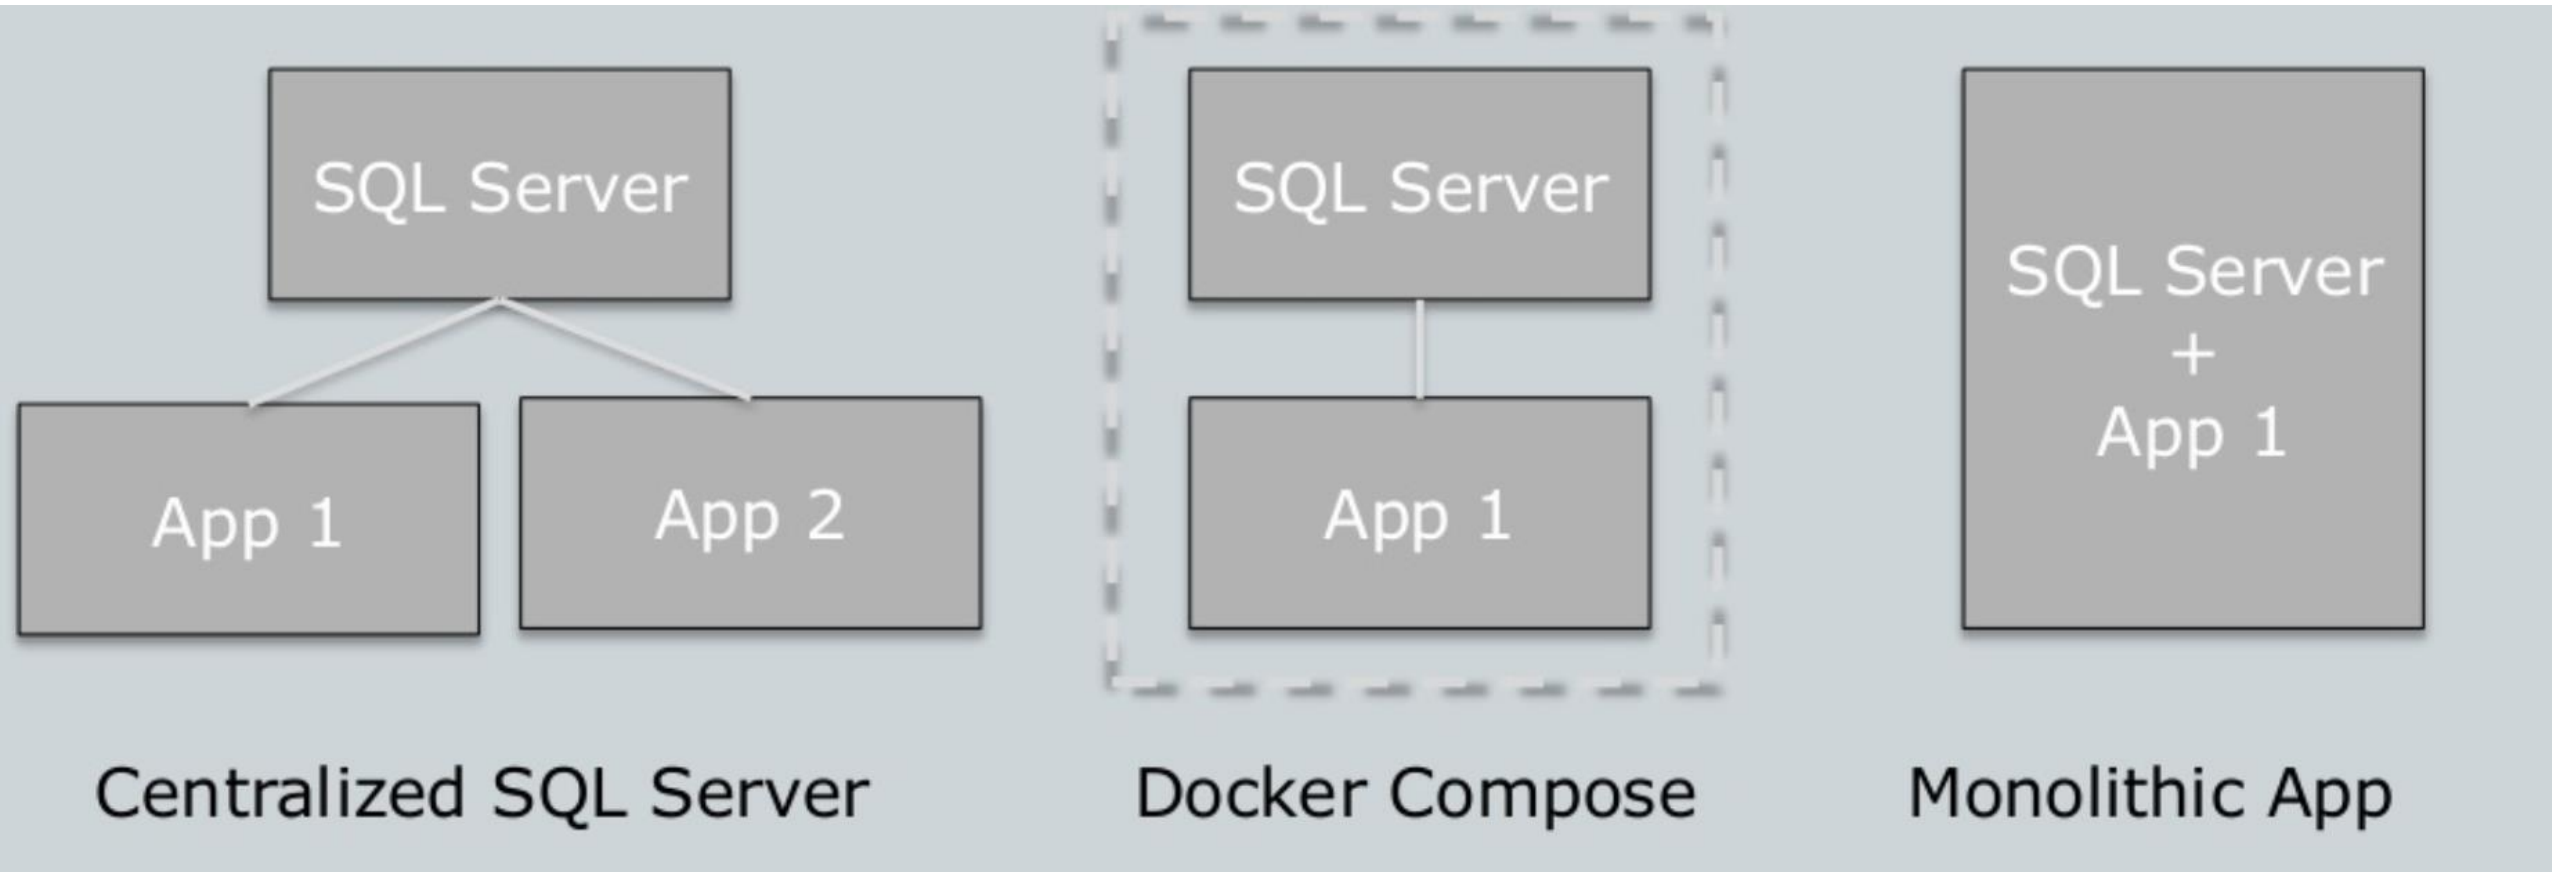 SQL Server
App 1
App 2
Centralized SQL Server
SQL Server
App 1
Docker Compose
SQL Server
+
App 1
Monolithic App